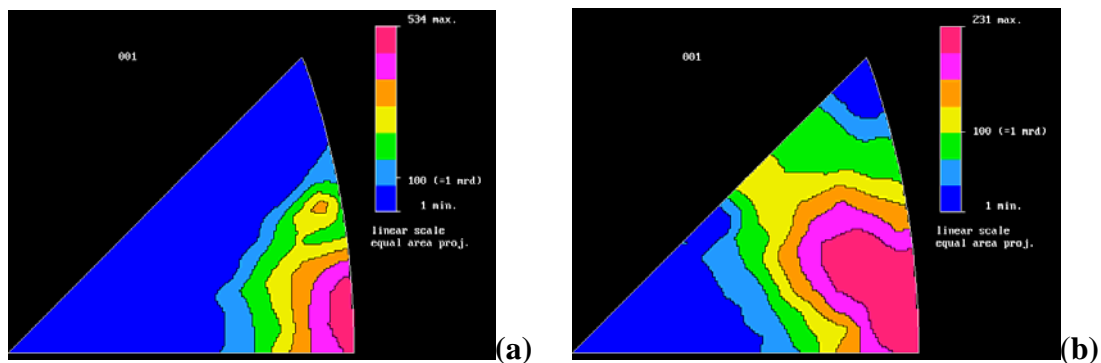 534 max.
001
100 (=1 mrd)
1 min.
linear scale
equal area proj.
(a)
231 max.
001
100 (=1 mrd)
1 min.
linear scale
equal area proj.
(b)